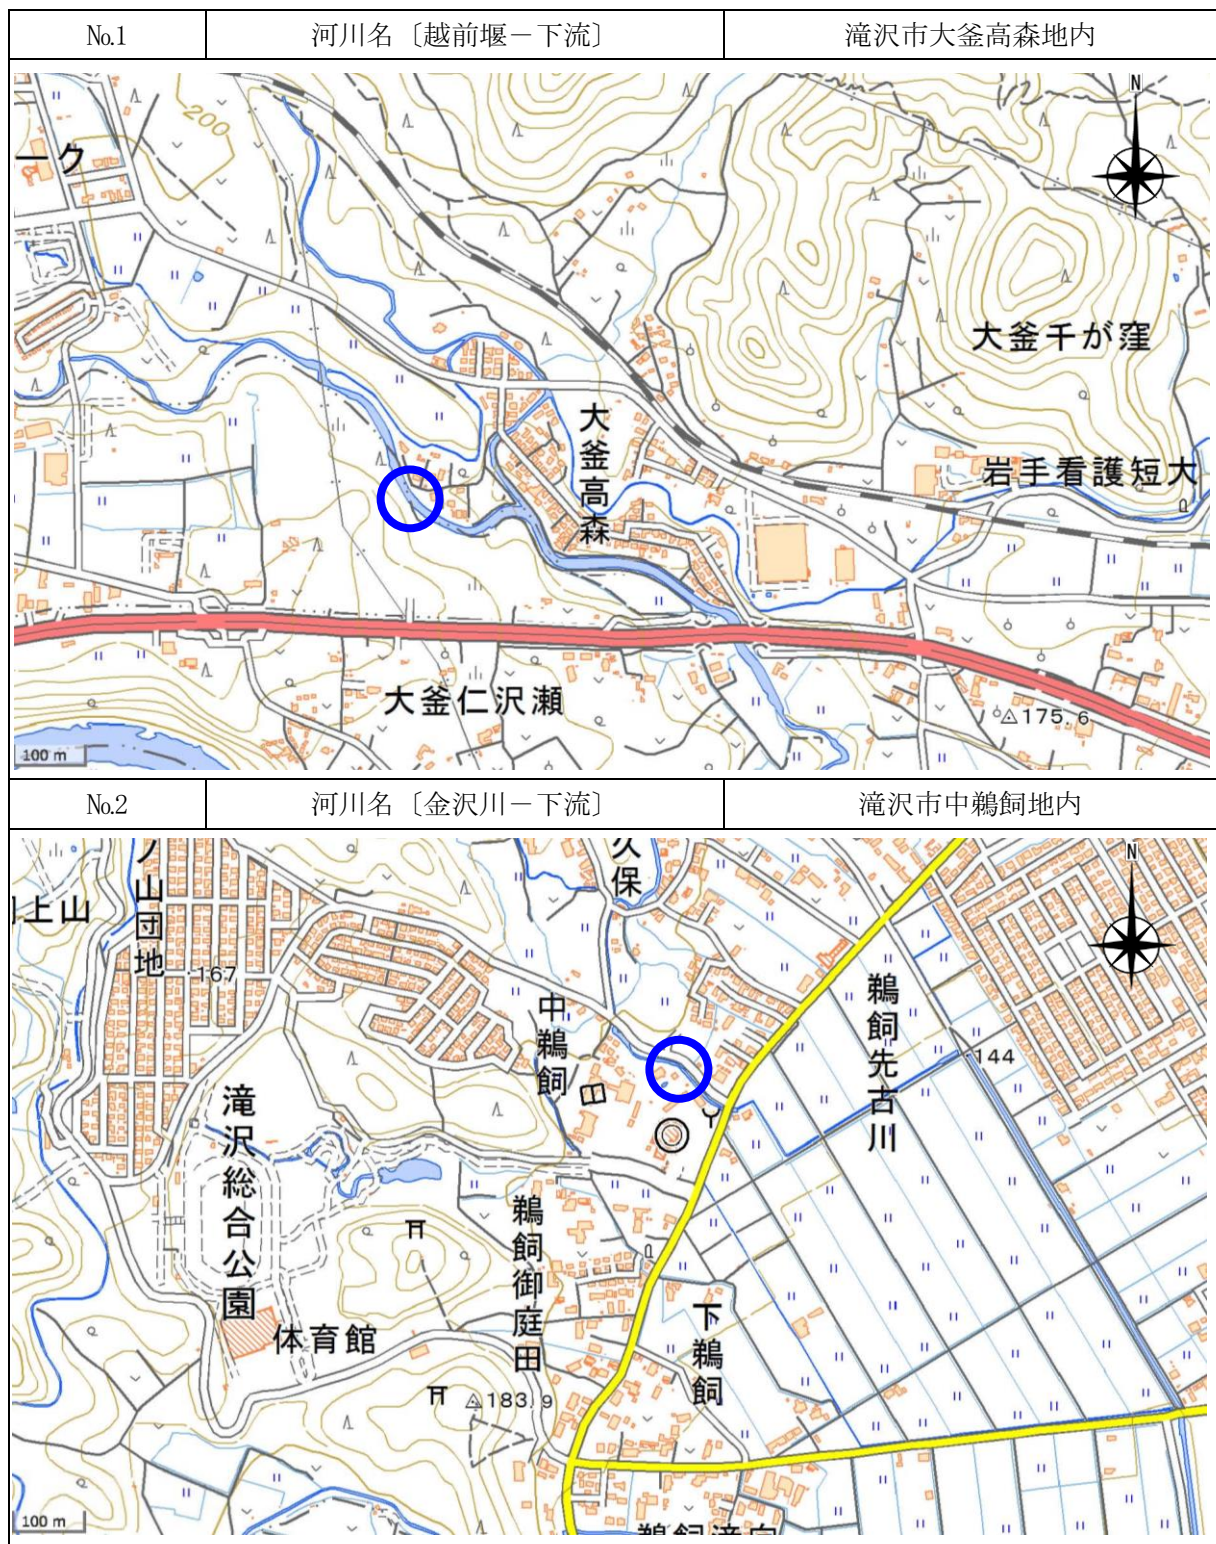 №1 河川名〔越前堰－下流〕 滝沢市大釜高森地内
N
200
ーク
大釜千が窪
大釜高森
岩手看護短大
大釜仁沢瀬
175.6
100 m
№2 河川名〔金沢川－下流〕 滝沢市中鵜飼地内
N
久保
ノ山団地
上山
167
中鵜飼
鵜飼先古川
144
滝沢総合公園
鵜飼御庭田
下鵜飼
体育館
183.9
100 m